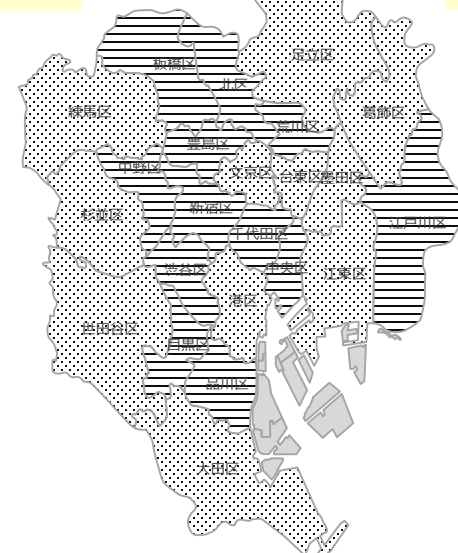 足立区
板橋区
北区
練馬区
葛飾区
荒川区
豊島区
中野区
文京区
台東区
墨田区
新宿区
杉並区
江戸川区
千代田区
渋谷区
中央区
江東区
港区
世田谷区
目黒区
品川区
大田区